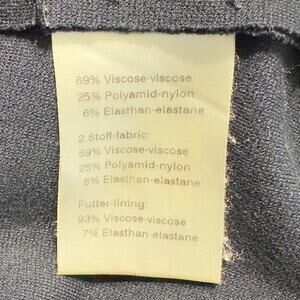 69% Viscose-viscose
25% Polyamid-nylon
6% Elasthan-elastane
2.Stoff-fabric:
69% Viscose-viscose
25% Polyamid-nylon
6% Elasthan-elastane
Futter-lining:
93% Viscose-viscose
7% Elasthan-elastane